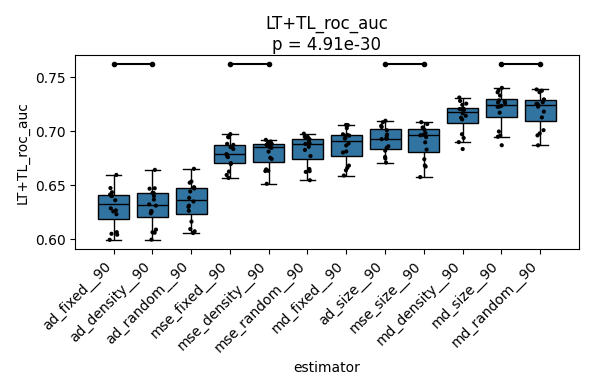 LT+TL_roc_auc
p = 4.91e-30
LT+TL_roc_auc
0.75
0.70
0.65
0.60
ad_fixed__90
ad_density__90
ad_random__90
mse_fixed__90
mse_density__90
mse_random__90
md_fixed__90
ad_size__90
mse_size__90
md_density__90
md_size__90
md_random__90
estimator